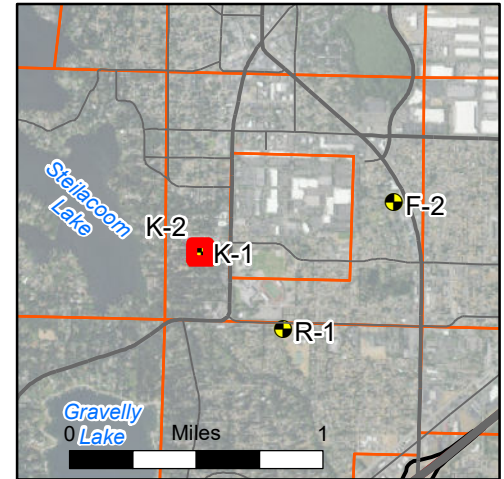 Steilacoom
Lake
F-2
K-2
K-1
R-1
Gravelly
Lake
0 Miles 1